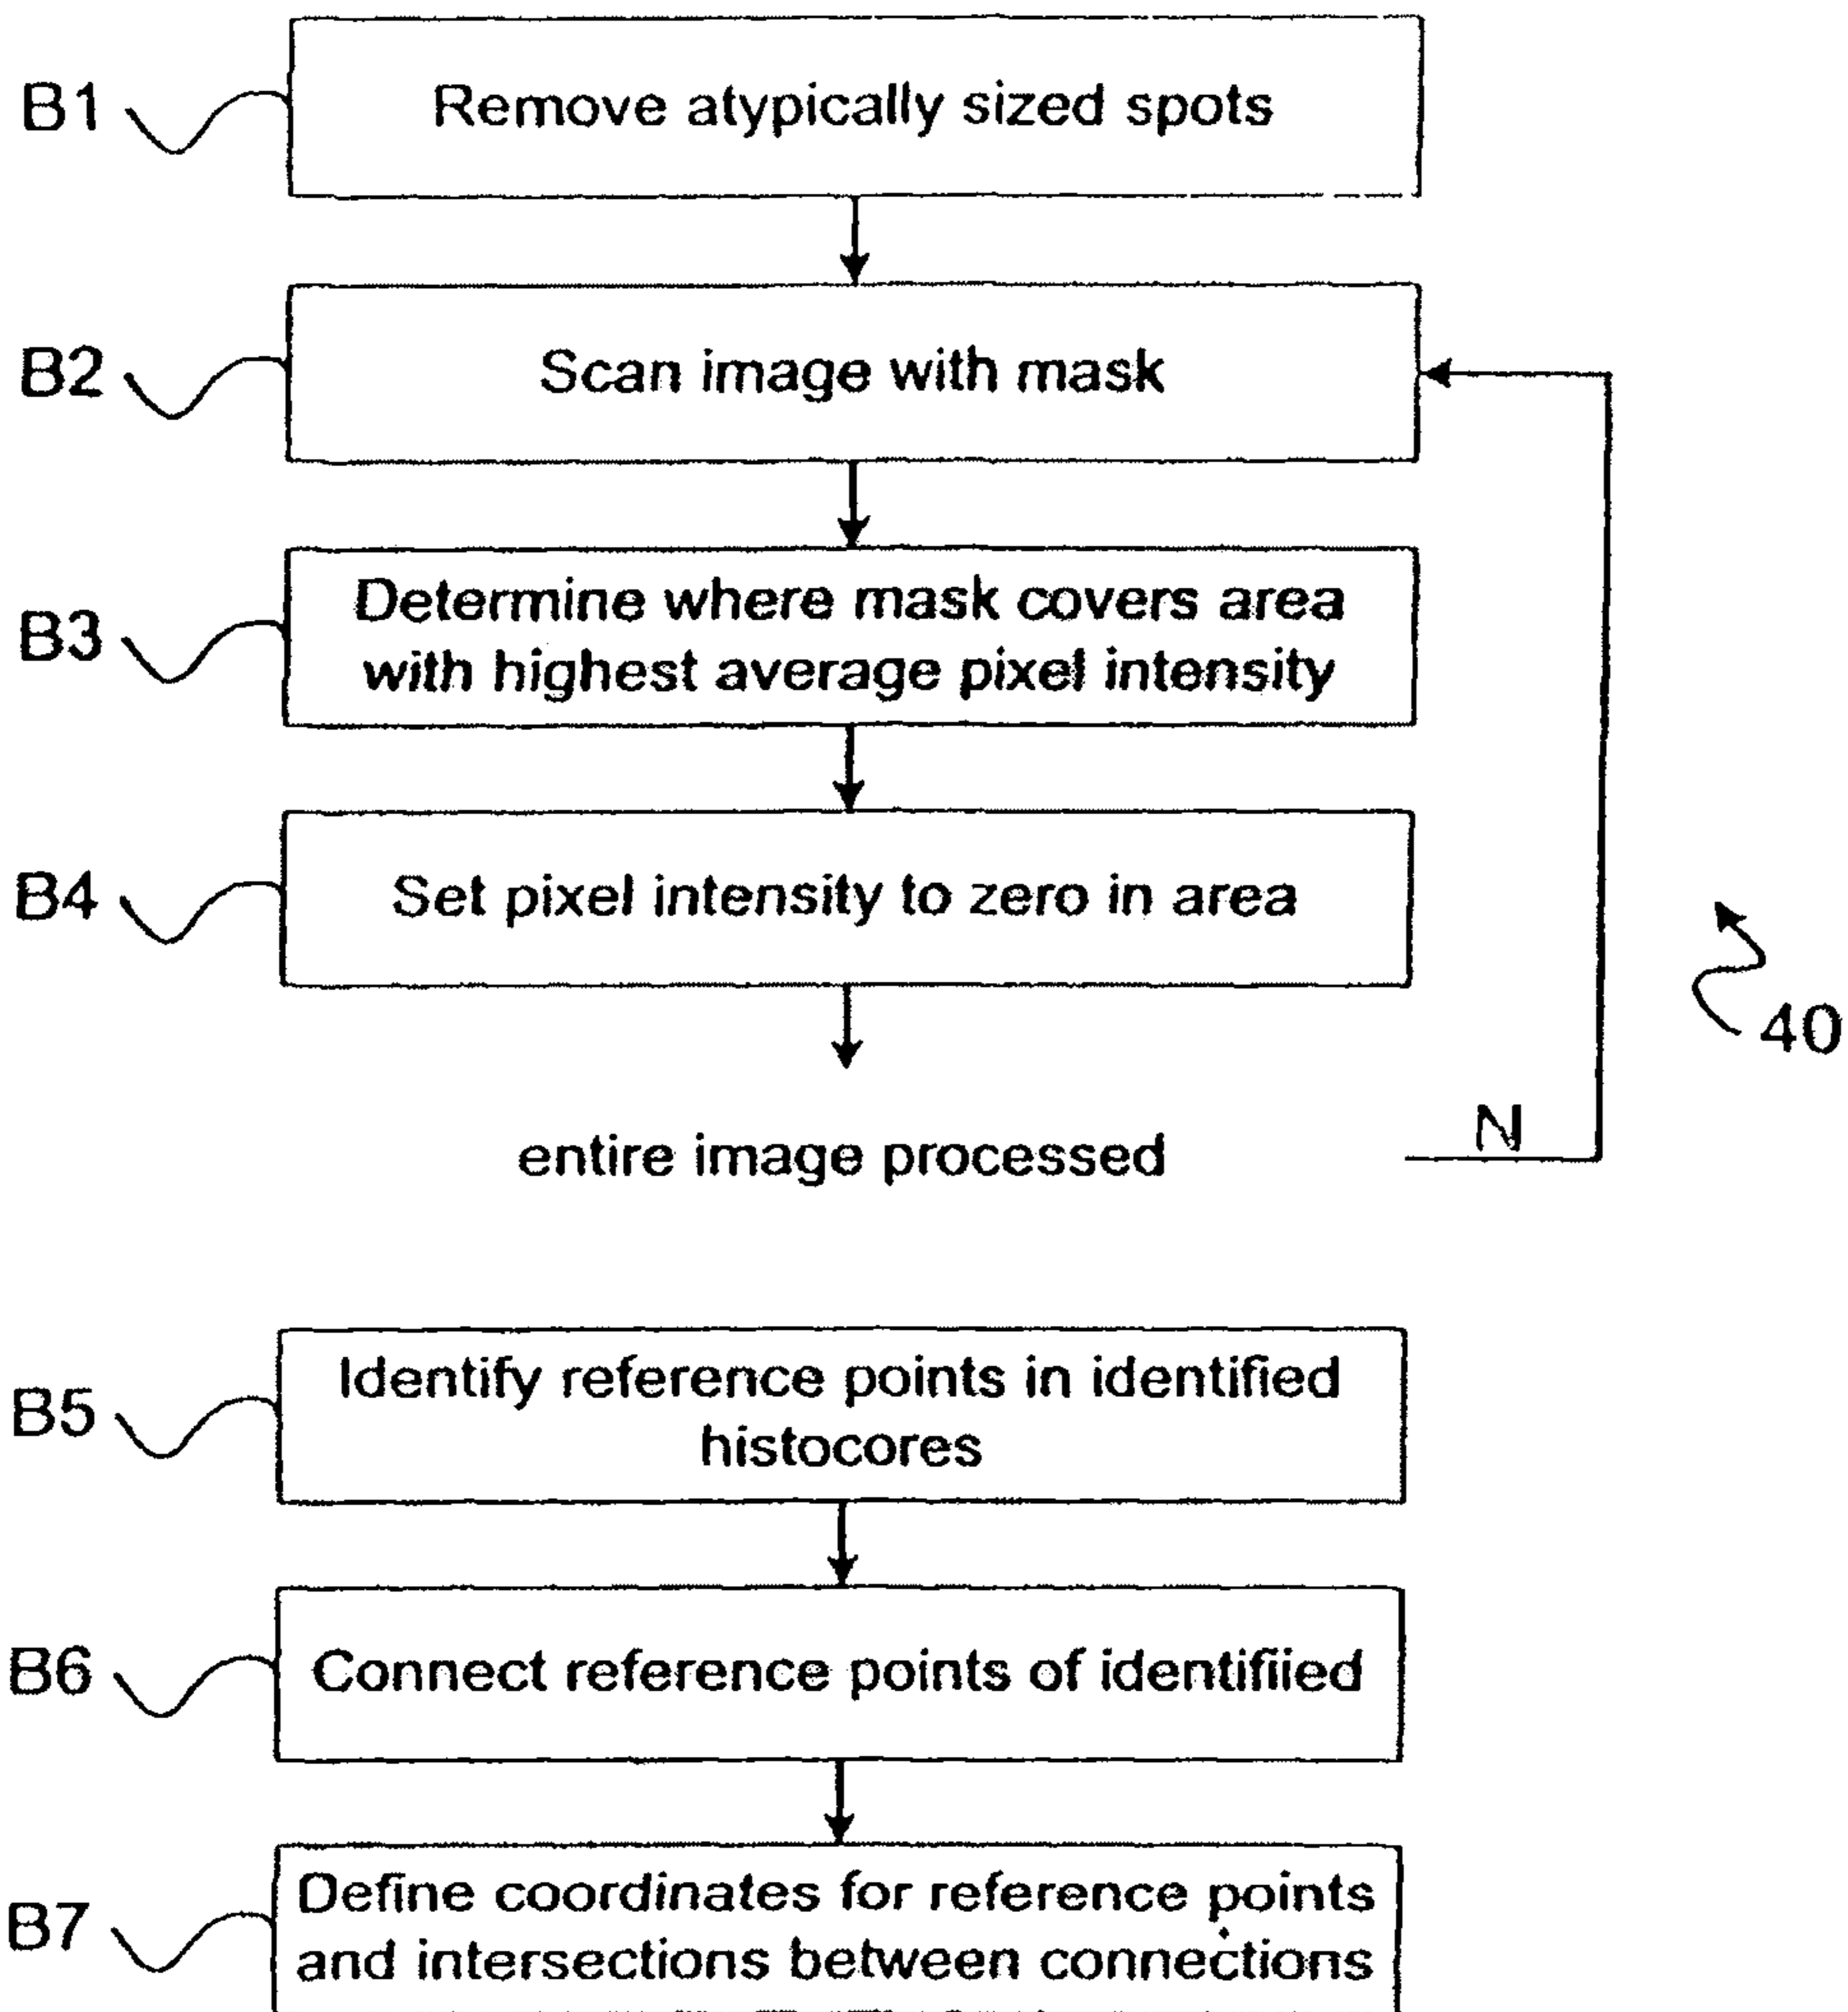 B1
Remove atypically sized spots
B2
Scan image with mask
B3
Determine where mask covers area
with highest average pixel intensity
B4
Set pixel intensity to zero in area
40
entire image processed
N
B5
Identify reference points in identified
histocores
B6
Connect reference points of identifiied
B7
Define coordinates for reference points
and intersections between connections